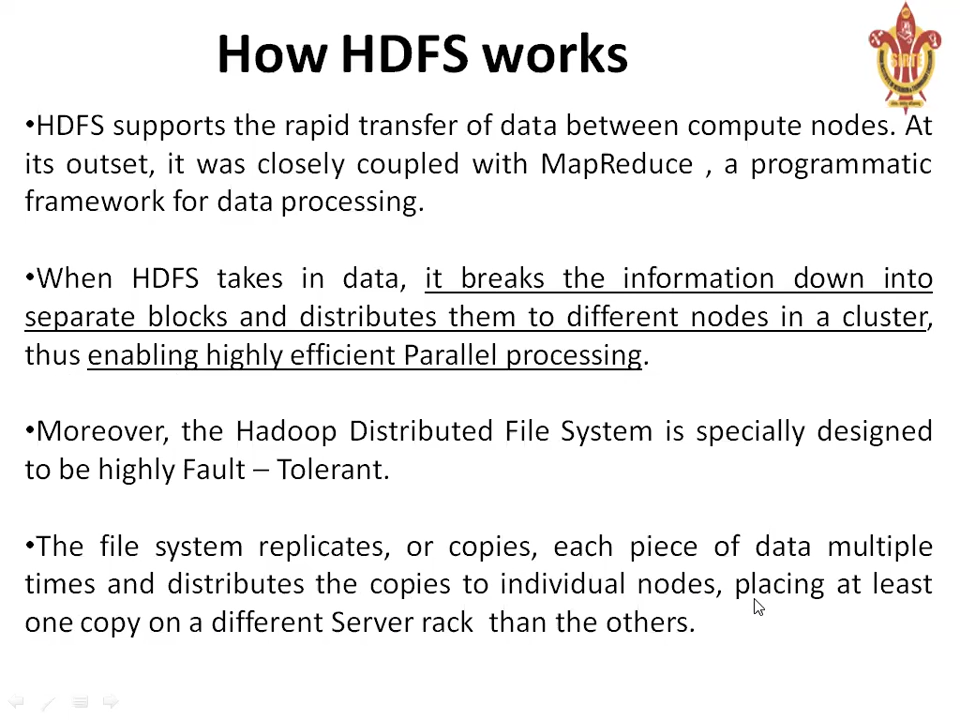 How HDFS works
•HDFS supports the rapid transfer of data between compute nodes. At
its outset, it was closely coupled with MapReduce , a programmatic
framework for data processing.
•When HDFS takes in data, it breaks the information down into
separate blocks and distributes them to different nodes in a cluster,
thus enabling highly efficient Parallel processing.
•Moreover, the Hadoop Distributed File System is specially designed
to be highly Fault – Tolerant.
•The file system replicates, or copies, each piece of data multiple
times and distributes the copies to individual nodes, placing at least
one copy on a different Server rack  than the others.